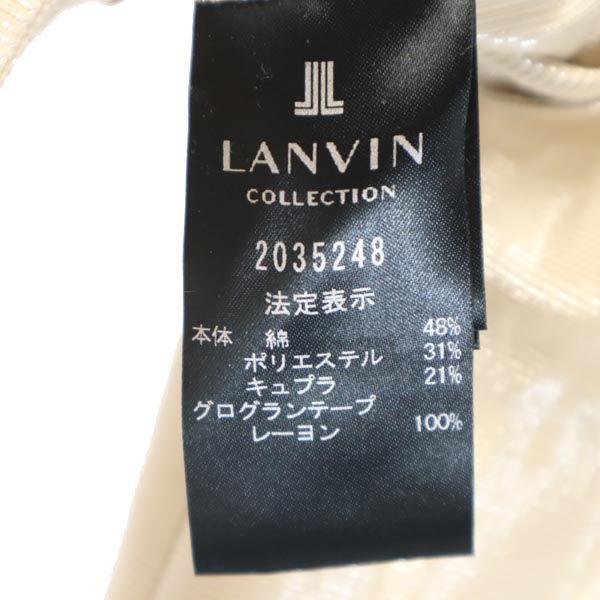 LANVIN
COLLECTION
2035248
法定表示
本体 綿 48%
ポリエステル 31%
キュプラ 21%
グログランテープ
レーヨン 100%